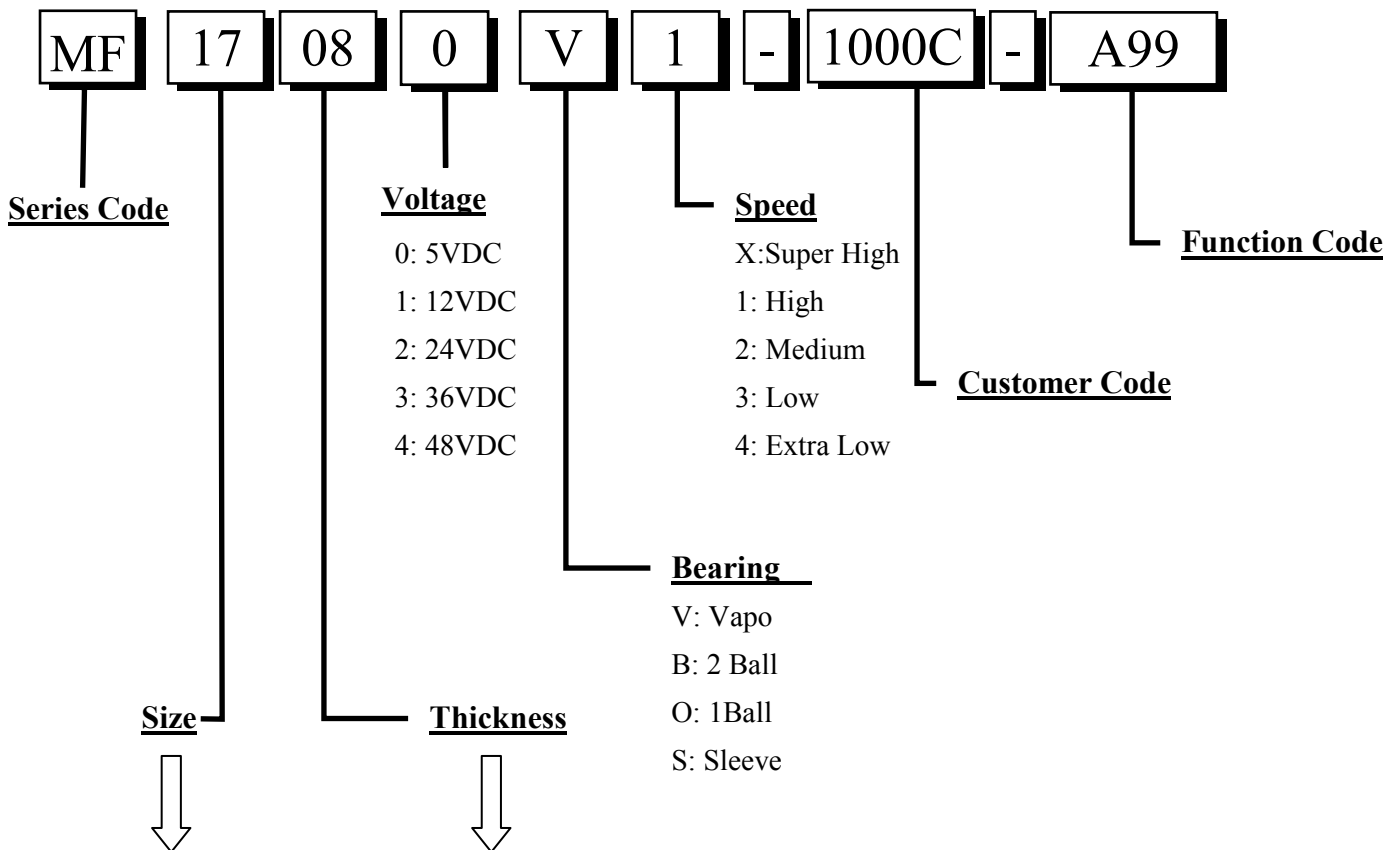 MF 17 08 0 V 1 - 1000C - A99
Series Code
Voltage
0: 5VDC
1: 12VDC
2: 24VDC
3: 36VDC
4: 48VDC
Speed
X:Super High
1: High
2: Medium
3: Low
4: Extra Low
Function Code
Customer Code
Bearing
V: Vapo
B: 2 Ball
O: 1Ball
S: Sleeve
Size
Thickness